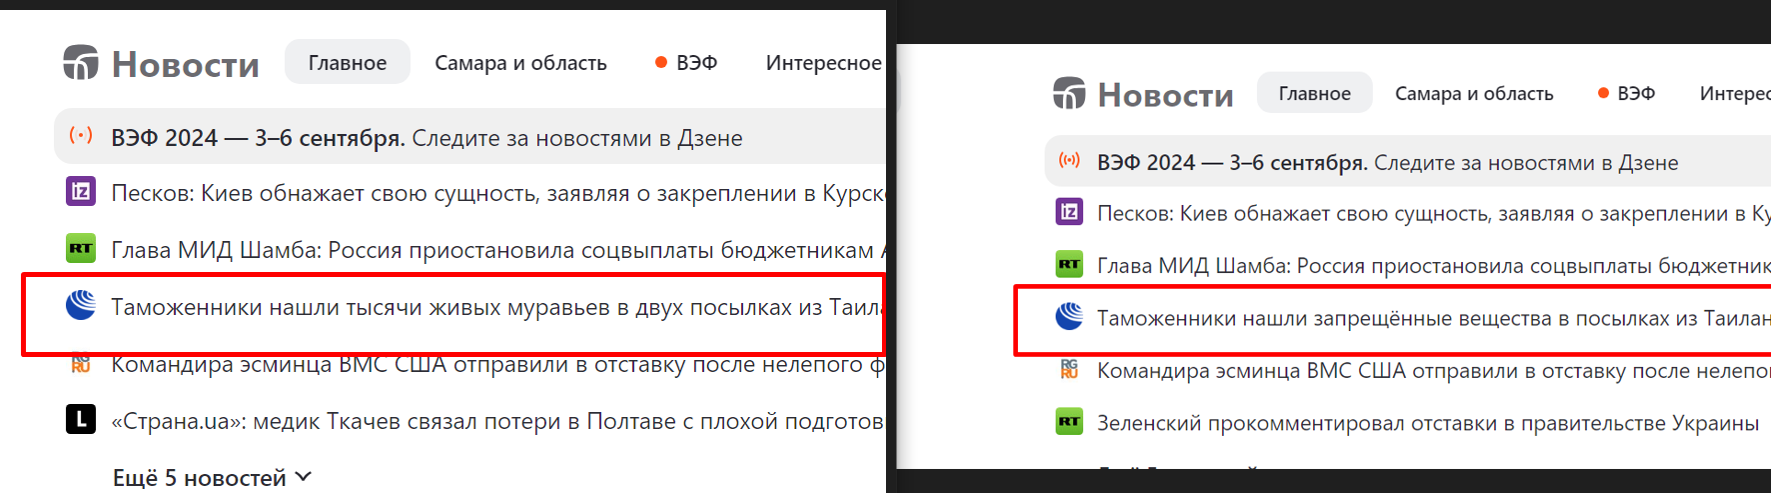 Новости Главное Самара и область ВЭФ Интересное
ВЭФ 2024 — 3–6 сентября. Следите за новостями в Дзене
iz Песков: Киев обнажает свою сущность, заявляя о закреплении в Курск
RT Глава МИД Шамба: Россия приостановила соцвыплаты бюджетникам
Таможенники нашли тысячи живых муравьев в двух посылках из Таила
RG RU Командира эсминца ВМС США отправили в отставку после нелепого ф
L «Страна.ua»: медик Ткачев связал потери в Полтаве с плохой подготов
Ещё 5 новостей
Новости Главное Самара и область ВЭФ Интерес
ВЭФ 2024 — 3–6 сентября. Следите за новостями в Дзене
iz Песков: Киев обнажает свою сущность, заявляя о закреплении в Ку
RT Глава МИД Шамба: Россия приостановила соцвыплаты бюджетник
Таможенники нашли запрещённые вещества в посылках из Таилан
RG RU Командира эсминца ВМС США отправили в отставку после нелепо
RT Зеленский прокомментировал отставки в правительстве Украины